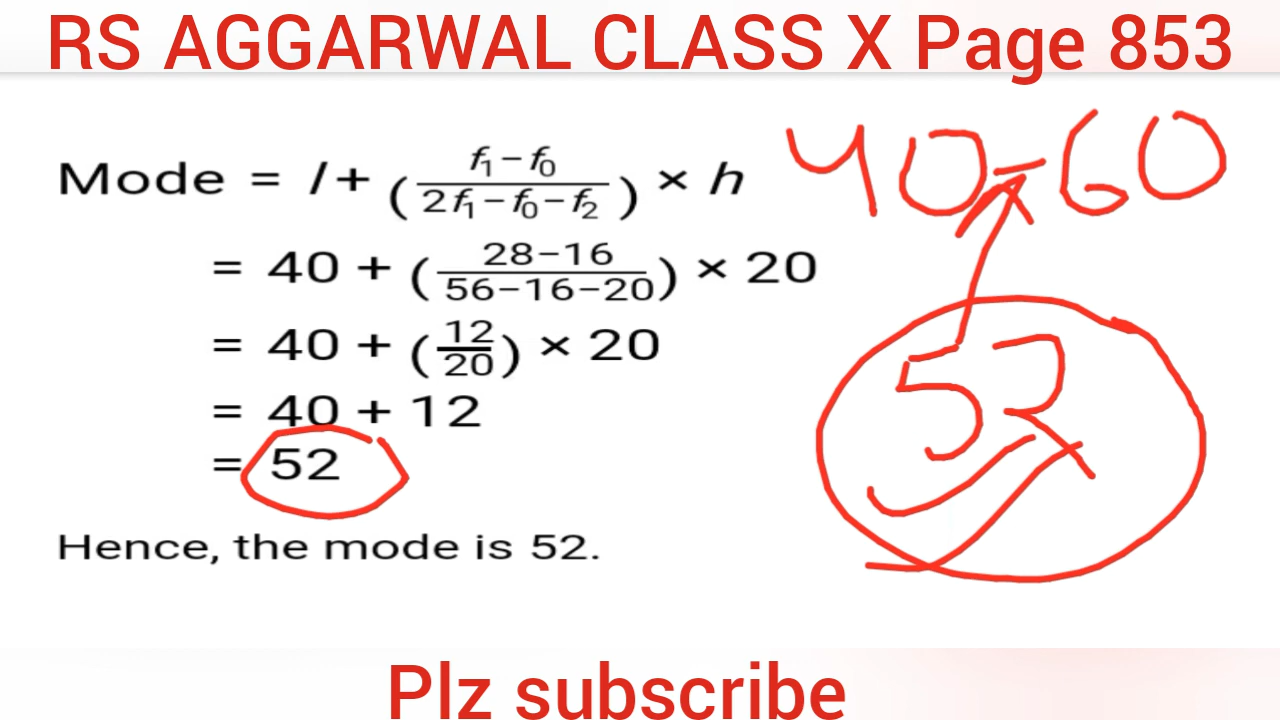 RS AGGARWAL CLASS X Page 853
Mode = l + ( (f₁ − f₀) / (2f₁ − f₀ − f₂) ) × h
40-60
= 40 + ( (28−16) / (56−16−20) ) × 20
= 40 + ( 12/20 ) × 20
52
= 40 + 12
= 52
Hence, the mode is 52.
Plz subscribe